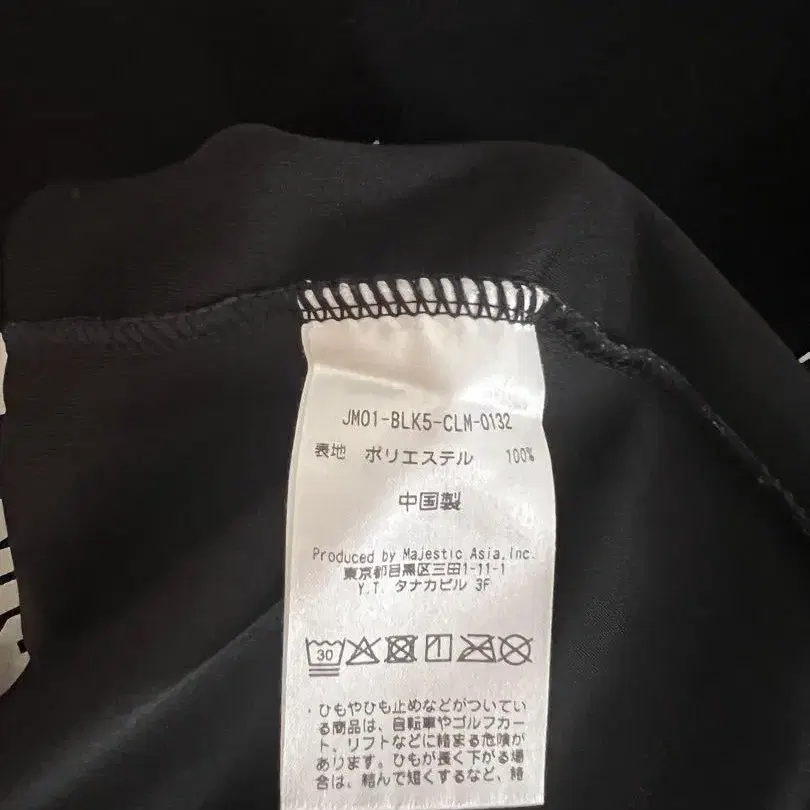 JM01-BLK5-CLM-0132
表地 ポリエステル 100%
中国製
Produced by Majestic Asia,Inc.
東京都目黒区三田1-11-1
Y.T. タナカビル 3F
30
・ひもやひも止めなどがついてい
る商品は、自転車やゴルフカー
ト、リフトなどに絡まる危険が
あります。ひもが長く下がる場
合は、結んで短くするなど、絡